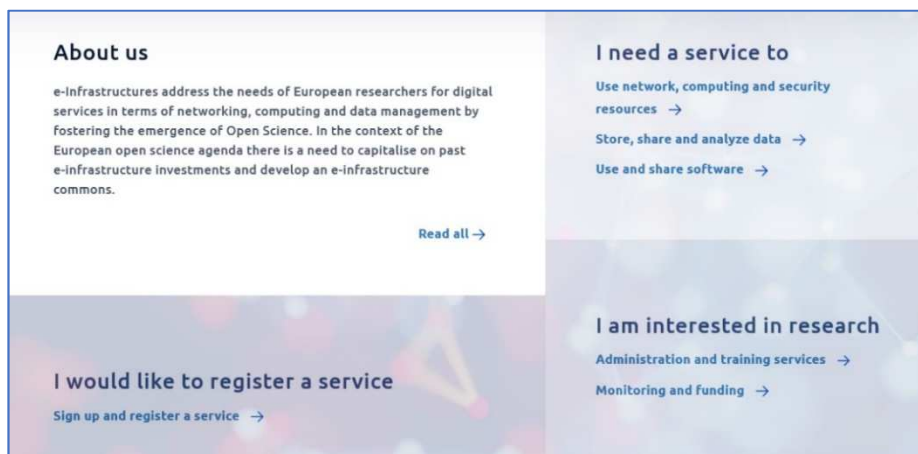 About us
e-Infrastructures address the needs of European researchers for digital
services in terms of networking, computing and data management by
fostering the emergence of Open Science. In the context of the
European open science agenda there is a need to capitalise on past
e-infrastructure investments and develop an e-infrastructure
commons.
Read all →
I would like to register a service
Sign up and register a service →
I need a service to
Use network, computing and security
resources →
Store, share and analyze data →
Use and share software →
I am interested in research
Administration and training services →
Monitoring and funding →